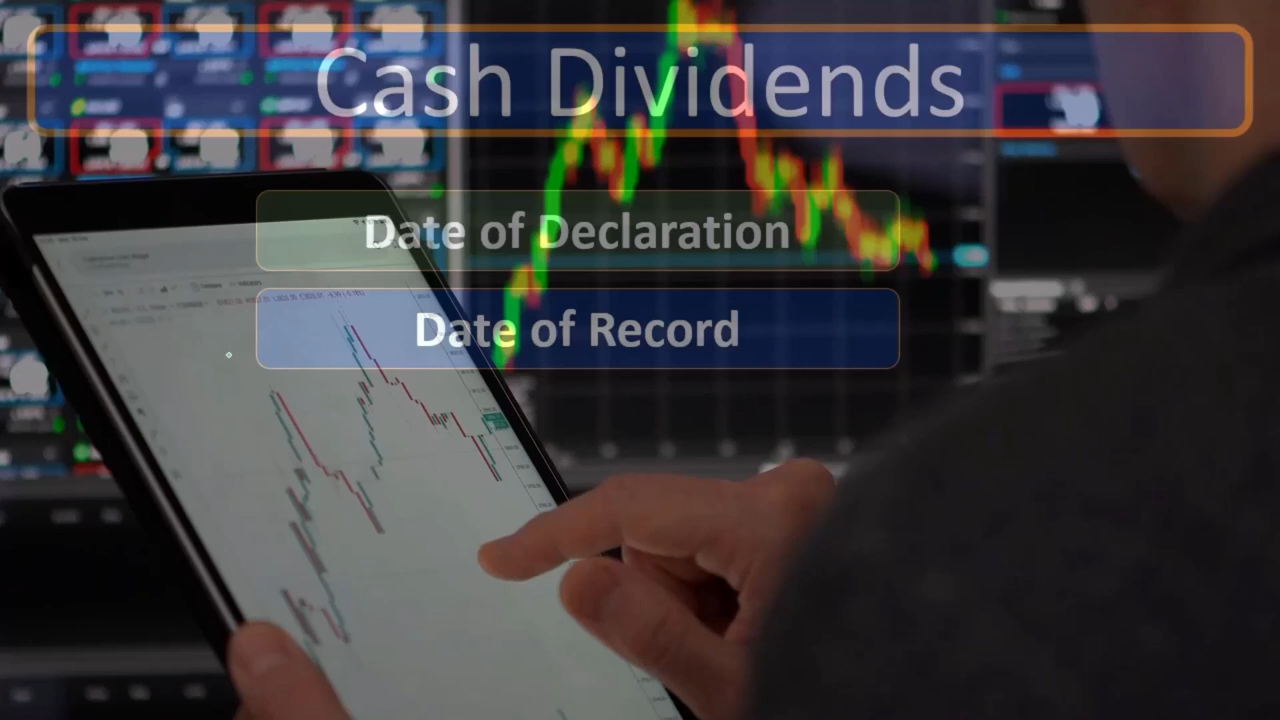 Cash Dividends
Date of Declaration
Date of Record